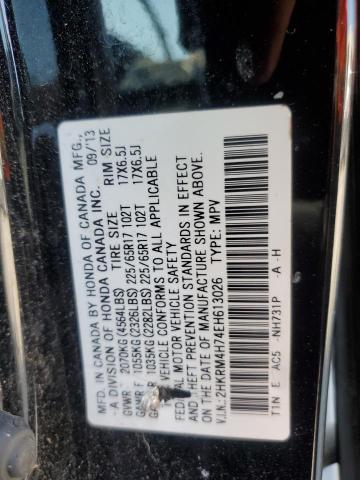 MFD. IN CANADA BY HONDA OF CANADA MFG.,
A DIVISION OF HONDA CANADA INC. 09/13
TIRE SIZE RIM SIZE
GVWR 2070KG (4564LBS)
GAWR F 1055KG (2326LBS) 225/65R17 102T 17X6.5J
GAWR R 1035KG (2282LBS) 225/65R17 102T 17X6.5J
VEHICLE CONFORMS TO ALL APPLICABLE
FEDERAL MOTOR VEHICLE SAFETY
THEFT PREVENTION STANDARDS IN EFFECT
ON THE DATE OF MANUFACTURE SHOWN ABOVE.
V.I.N.: 2HKRM4H74EH613026 TYPE: MPV
T1N E AC5 -NH731P -A -H